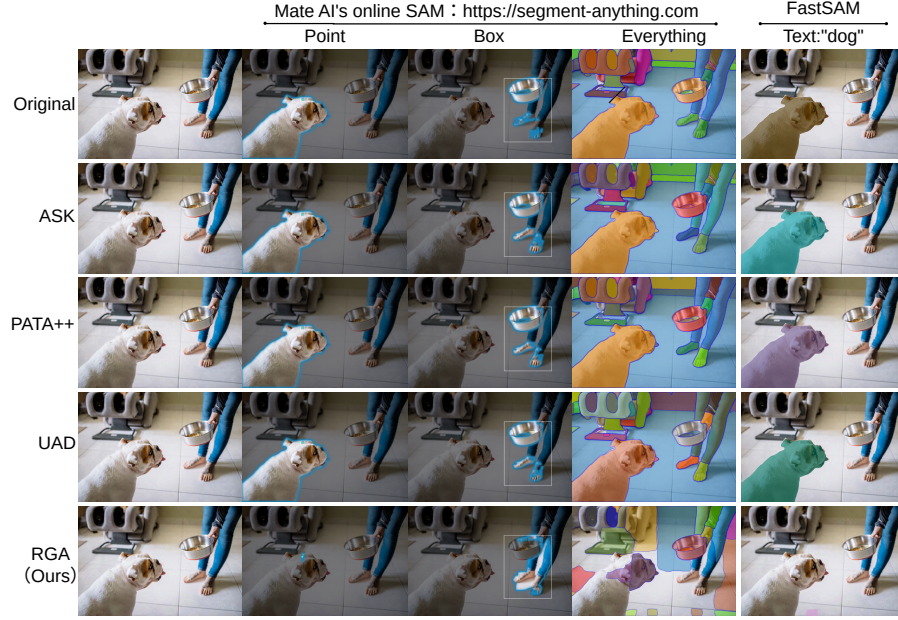 Mate AI's online SAM：https://segment-anything.com
FastSAM
Point
Box
Everything
Text:"dog"
Original
ASK
PATA++
UAD
RGA
（Ours）